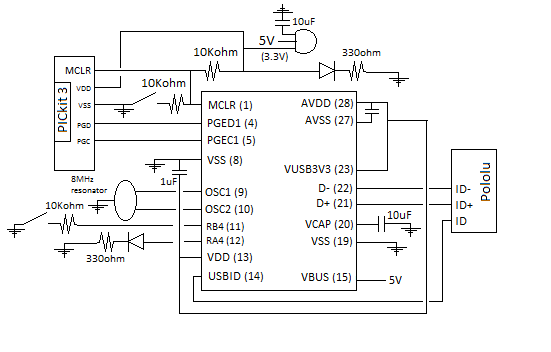 10uF
5V
(3.3V)
10Kohm
330ohm
PICkit 3
MCLR
VDD
VSS
PGD
PGC
10Kohm
MCLR (1)
PGED1 (4)
PGEC1 (5)
VSS (8)
OSC1 (9)
OSC2 (10)
RB4 (11)
RA4 (12)
VDD (13)
USBID (14)
AVDD (28)
AVSS (27)
VUSB3V3 (23)
D- (22)
D+ (21)
VCAP (20)
VSS (19)
VBUS (15)
1uF
8MHz
resonator
10Kohm
330ohm
10uF
5V
ID-
ID+
ID
Pololu